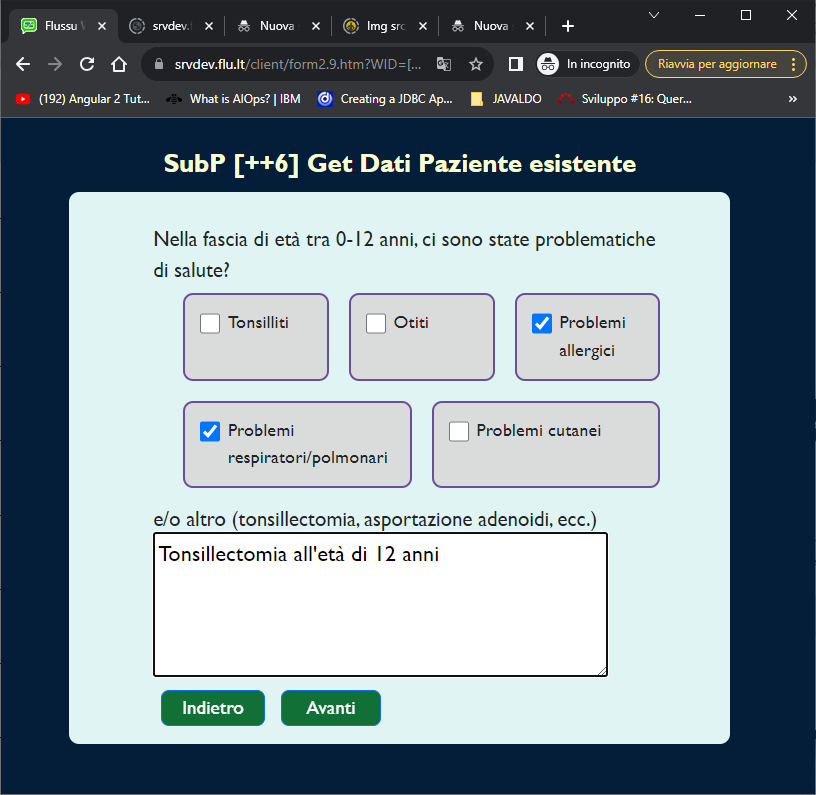 Flussu W
srvdev.f
Nuova
Img src
Nuova
srvdev.flu.lt/client/form2.9.htm?WID=[...
In incognito
Riavvia per aggiornare
(192) Angular 2 Tut...
What is AIOps? | IBM
Creating a JDBC Ap...
JAVALDO
Sviluppo #16: Quer...
»
SubP [++6] Get Dati Paziente esistente
Nella fascia di età tra 0-12 anni, ci sono state problematiche
di salute?
Tonsilliti
Otiti
Problemi
allergici
Problemi
respiratori/polmonari
Problemi cutanei
e/o altro (tonsillectomia, asportazione adenoidi, ecc.)
Tonsillectomia all'età di 12 anni
Indietro
Avanti